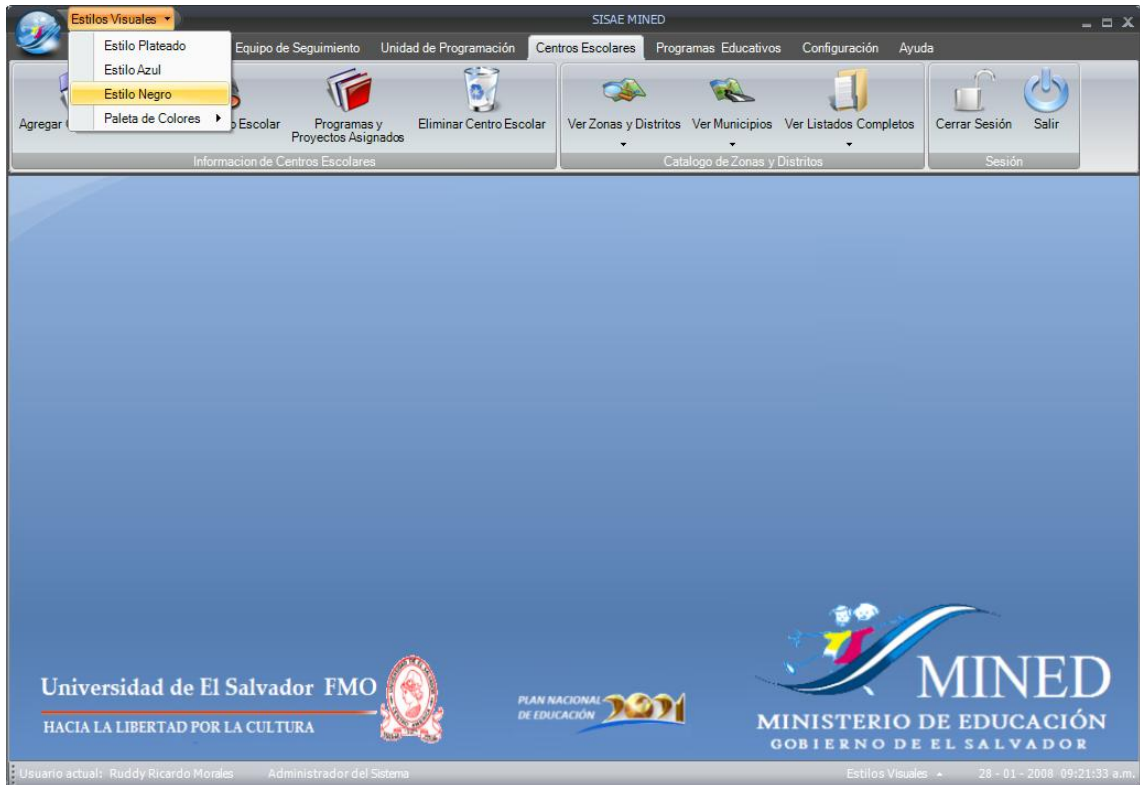 Estilos Visuales
SISAE MINED
Estilo Plateado
Estilo Azul
Estilo Negro
Paleta de Colores
Equipo de Seguimiento
Unidad de Programación
Centros Escolares
Programas Educativos
Configuración
Ayuda
Agregar
Escolar
Programas y
Proyectos Asignados
Eliminar Centro Escolar
Ver Zonas y Distritos
Ver Municipios
Ver Listados Completos
Cerrar Sesión
Salir
Informacion de Centros Escolares
Catalogo de Zonas y Distritos
Sesión
Universidad de El Salvador FMO
HACIA LA LIBERTAD POR LA CULTURA
PLAN NACIONAL
DE EDUCACIÓN
2021
MINED
MINISTERIO DE EDUCACIÓN
GOBIERNO DE EL SALVADOR
Usuario actual: Ruddy Ricardo Morales
Administrador del Sistema
Estilos Visuales
28 - 01 - 2008 09:21:33 a.m.